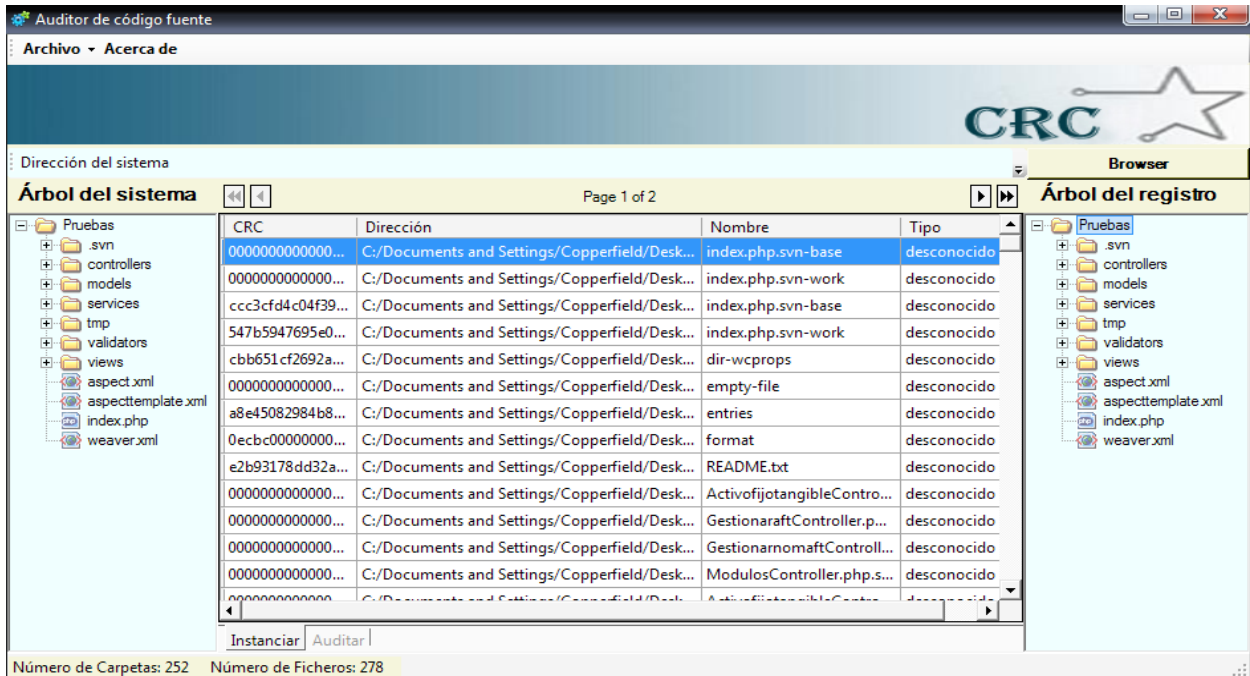 Auditor de código fuente
Archivo Acerca de
CRC
Dirección del sistema
Browser
Árbol del sistema
Page 1 of 2
Árbol del registro
Pruebas
.svn
controllers
models
services
tmp
validators
views
aspect.xml
aspecttemplate.xml
index.php
weaver.xml
CRC Dirección Nombre Tipo
0000000000000... C:/Documents and Settings/Copperfield/Desk... index.php.svn-base desconocido
0000000000000... C:/Documents and Settings/Copperfield/Desk... index.php.svn-work desconocido
ccc3cfd4c04f39... C:/Documents and Settings/Copperfield/Desk... index.php.svn-base desconocido
547b5947695e0... C:/Documents and Settings/Copperfield/Desk... index.php.svn-work desconocido
cbb651cf2692a... C:/Documents and Settings/Copperfield/Desk... dir-wcprops desconocido
0000000000000... C:/Documents and Settings/Copperfield/Desk... empty-file desconocido
a8e45082984b8... C:/Documents and Settings/Copperfield/Desk... entries desconocido
0ecbc00000000... C:/Documents and Settings/Copperfield/Desk... format desconocido
e2b93178dd32a... C:/Documents and Settings/Copperfield/Desk... README.txt desconocido
0000000000000... C:/Documents and Settings/Copperfield/Desk... ActivofijotangibleContro... desconocido
0000000000000... C:/Documents and Settings/Copperfield/Desk... GestionaraftController.p... desconocido
0000000000000... C:/Documents and Settings/Copperfield/Desk... GestionarnomaftControll... desconocido
0000000000000... C:/Documents and Settings/Copperfield/Desk... ModulosController.php.s... desconocido
Pruebas
.svn
controllers
models
services
tmp
validators
views
aspect.xml
aspecttemplate.xml
index.php
weaver.xml
Instanciar Auditar
Número de Carpetas: 252 Número de Ficheros: 278